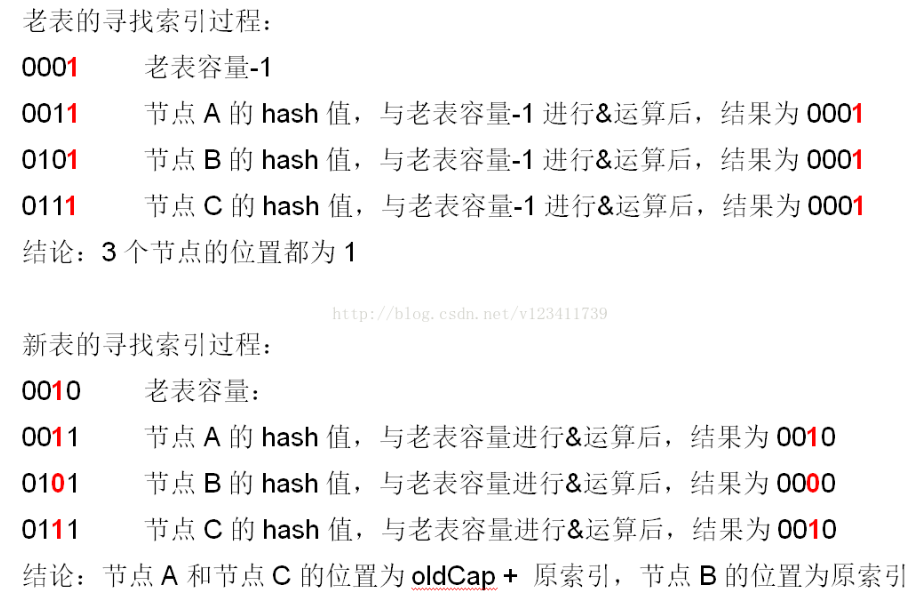 老表的寻找索引过程：
0001 老表容量-1
0011 节点 A 的 hash 值，与老表容量-1 进行&运算后，结果为 0001
0101 节点 B 的 hash 值，与老表容量-1 进行&运算后，结果为 0001
0111 节点 C 的 hash 值，与老表容量-1 进行&运算后，结果为 0001
结论：3 个节点的位置都为 1
http://blog.csdn.net/v123411739
新表的寻找索引过程：
0010 老表容量：
0011 节点 A 的 hash 值，与老表容量进行&运算后，结果为 0010
0101 节点 B 的 hash 值，与老表容量进行&运算后，结果为 0000
0111 节点 C 的 hash 值，与老表容量进行&运算后，结果为 0010
结论：节点 A 和节点 C 的位置为 oldCap + 原索引，节点 B 的位置为原索引